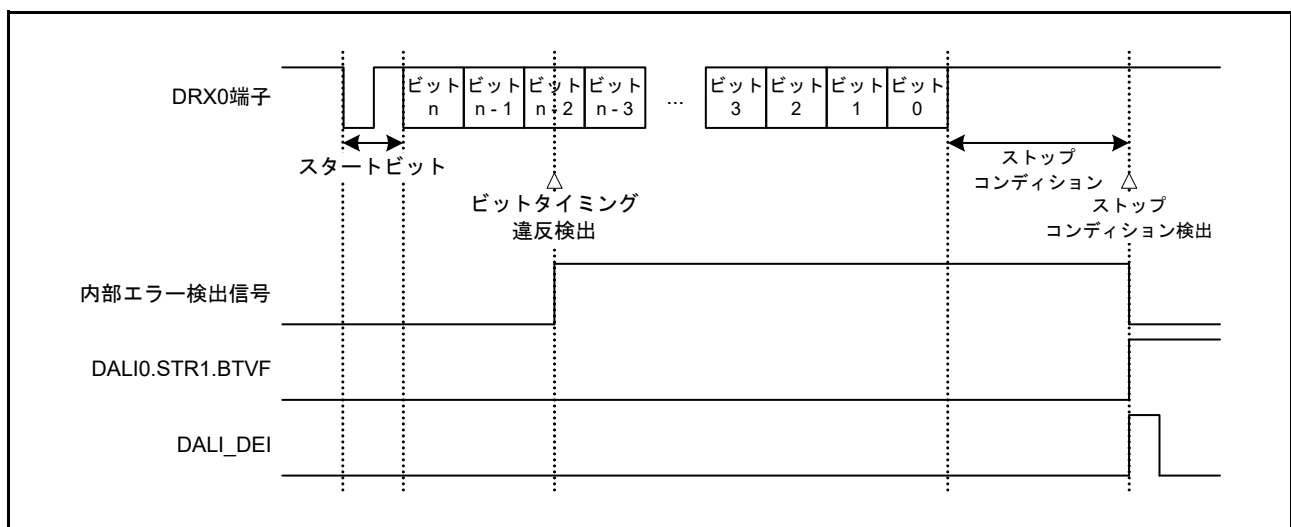 DRX0端子
ビット ビット ビット ビット ... ビット ビット ビット ビット
n n - 1 n - 2 n - 3 3 2 1 0
スタートビット
ストップ
コンディション
ビットタイミング
違反検出
ストップ
コンディション検出
内部エラー検出信号
DALI0.STR1.BTVF
DALI_DEI